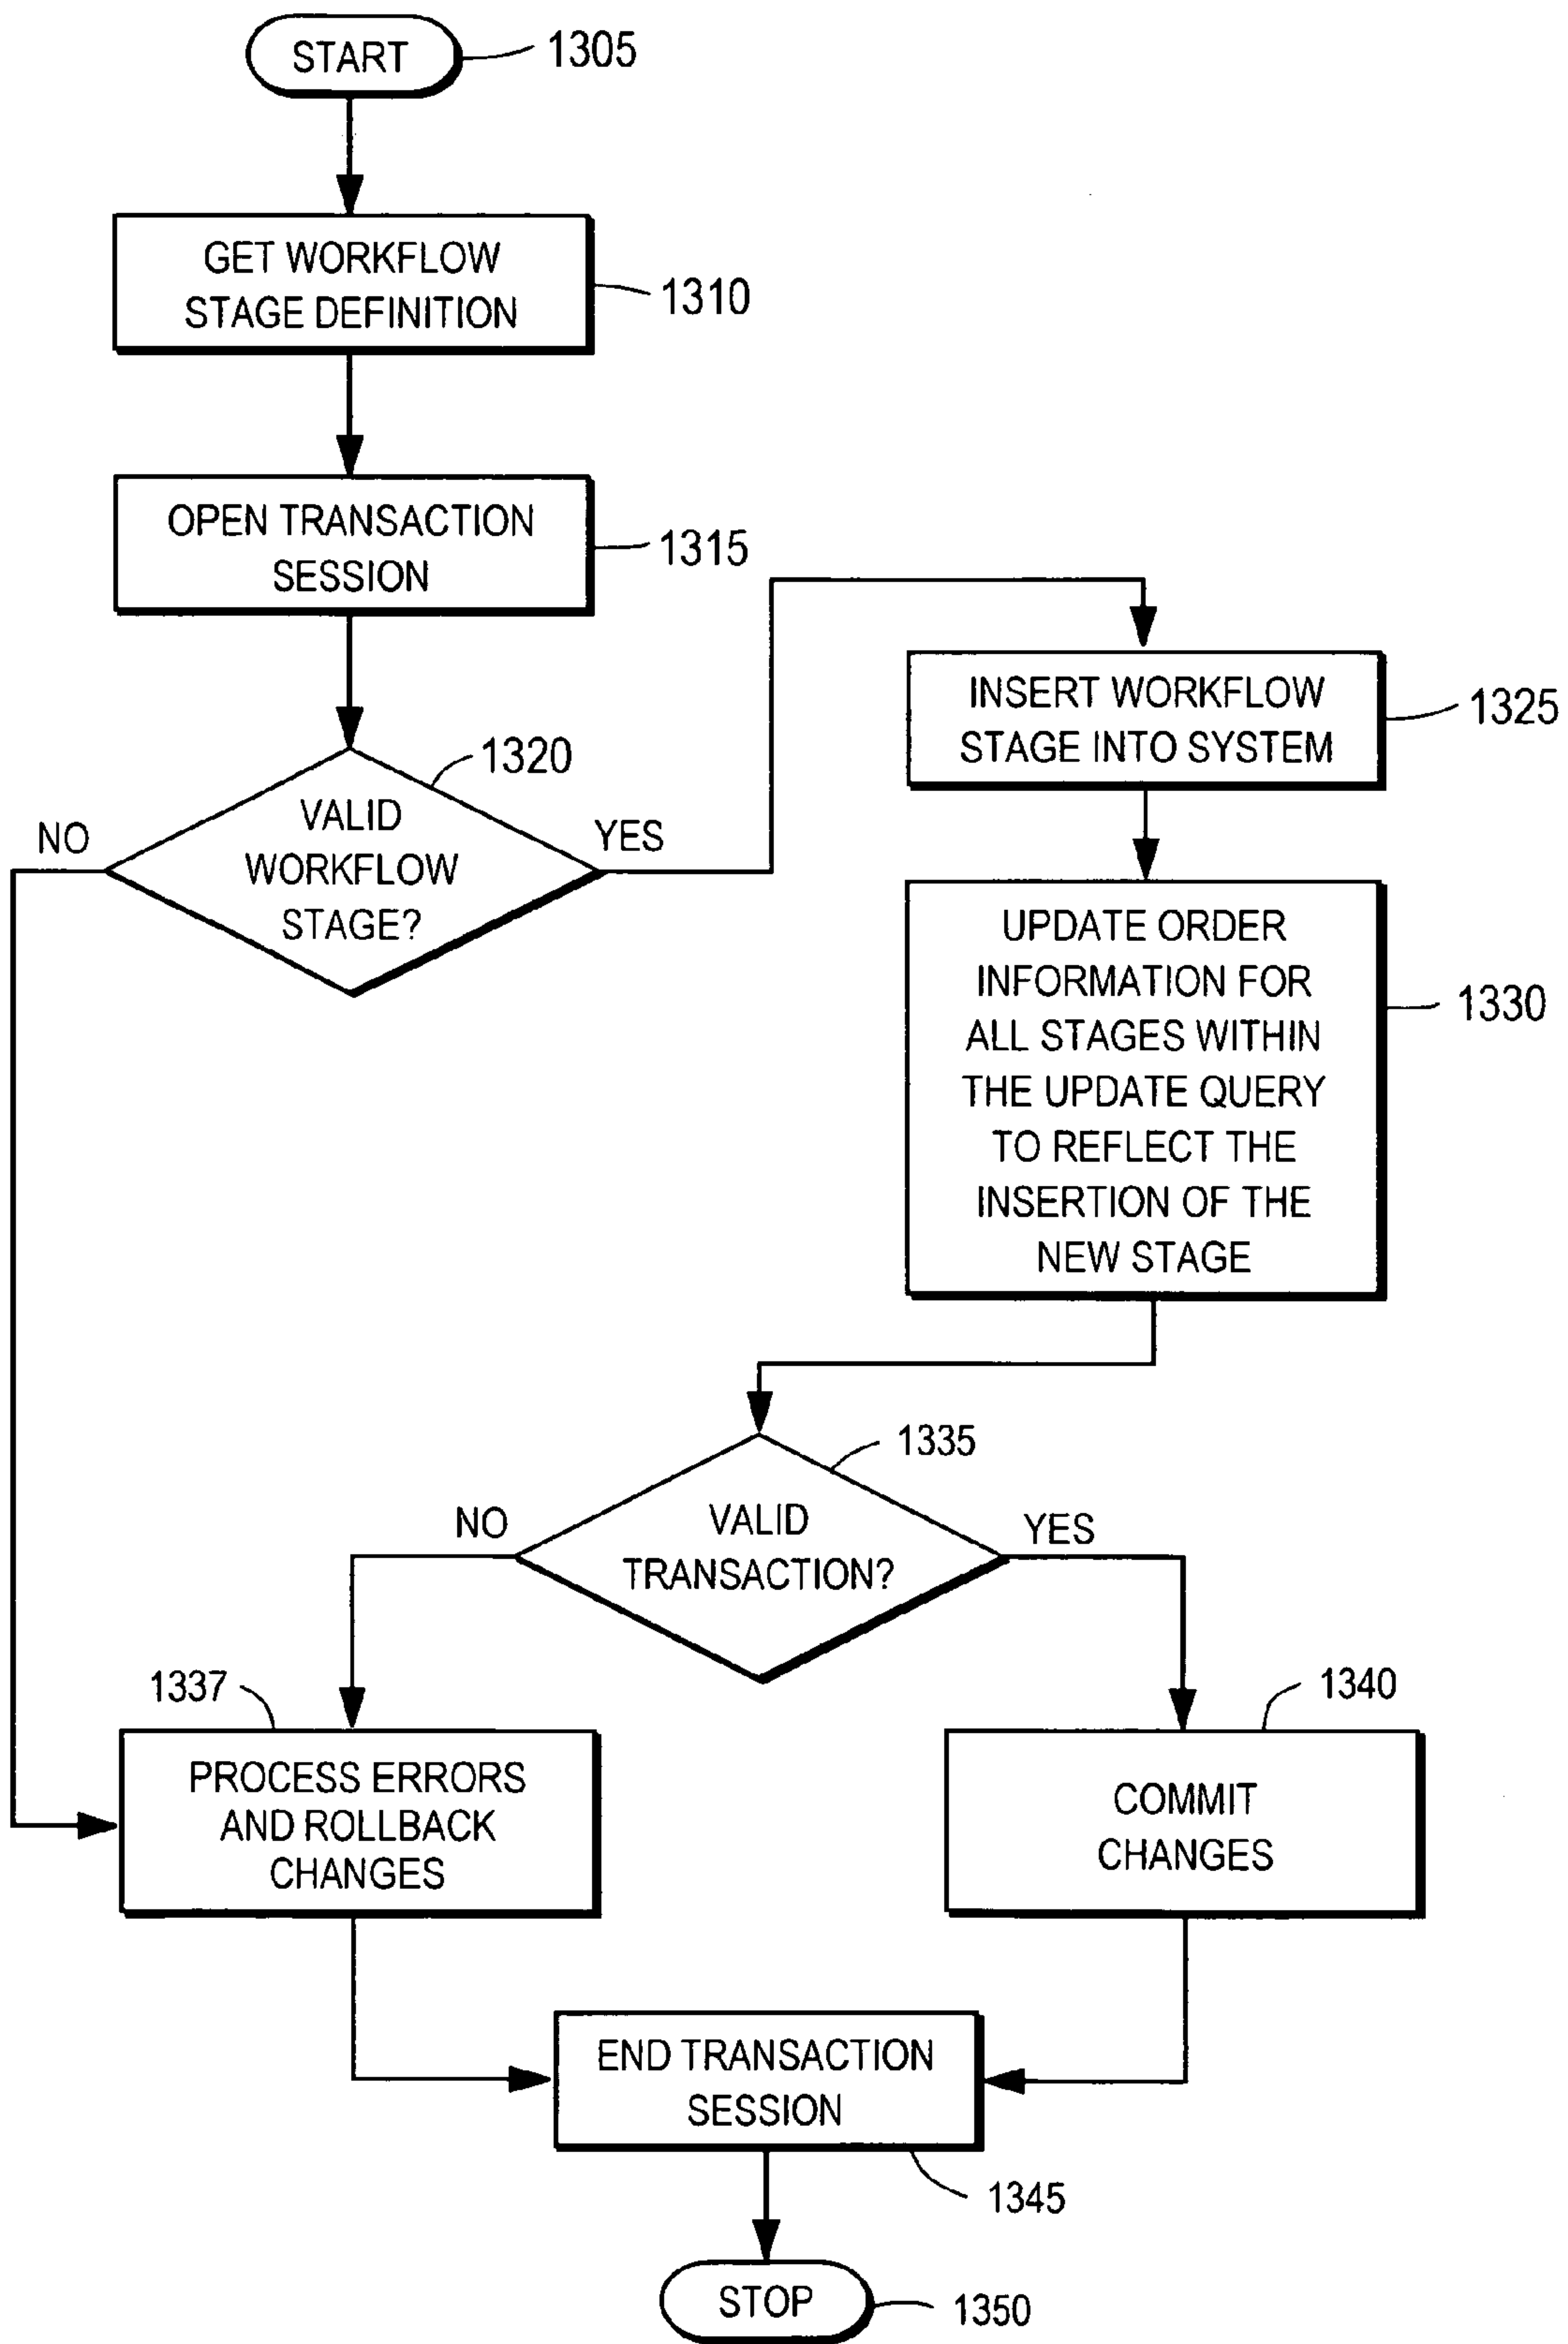 START
1305
GET WORKFLOW
STAGE DEFINITION
1310
OPEN TRANSACTION
SESSION
1315
1320
VALID
WORKFLOW
STAGE?
NO
YES
INSERT WORKFLOW
STAGE INTO SYSTEM
1325
UPDATE ORDER
INFORMATION FOR
ALL STAGES WITHIN
THE UPDATE QUERY
TO REFLECT THE
INSERTION OF THE
NEW STAGE
1330
1335
VALID
TRANSACTION?
NO
YES
1337
PROCESS ERRORS
AND ROLLBACK
CHANGES
1340
COMMIT
CHANGES
END TRANSACTION
SESSION
1345
STOP
1350